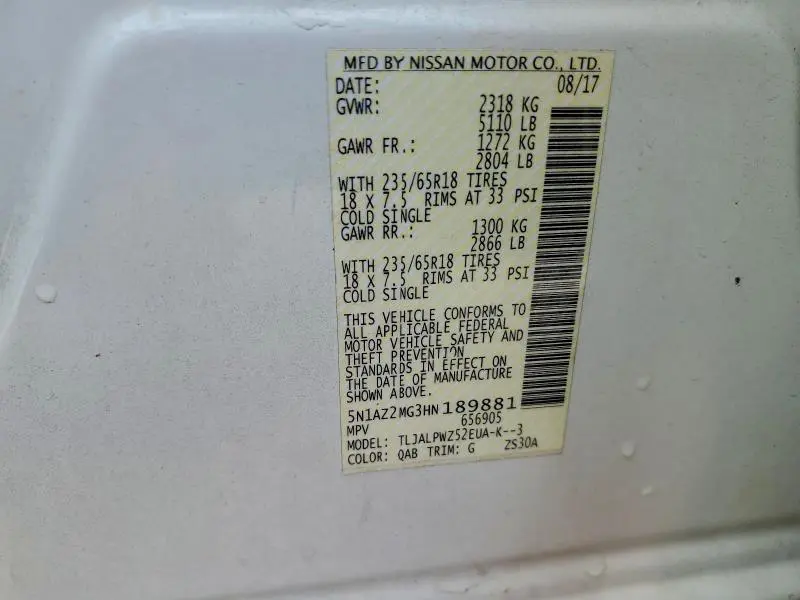 MFD BY NISSAN MOTOR CO., LTD.
DATE: 08/17
GVWR: 2318 KG
5110 LB
GAWR FR.: 1272 KG
2804 LB
WITH 235/65R18 TIRES
18 X 7.5 RIMS AT 33 PSI
COLD SINGLE
GAWR RR.: 1300 KG
2866 LB
WITH 235/65R18 TIRES
18 X 7.5 RIMS AT 33 PSI
COLD SINGLE
THIS VEHICLE CONFORMS TO
ALL APPLICABLE FEDERAL
MOTOR VEHICLE SAFETY AND
THEFT PREVENTION
STANDARDS IN EFFECT ON
THE DATE OF MANUFACTURE
SHOWN ABOVE.
5N1AZ2MG3HN189881
MPV 656905
MODEL: TLJALPWZ52EUA-K--3
COLOR: QAB TRIM: G ZS30A